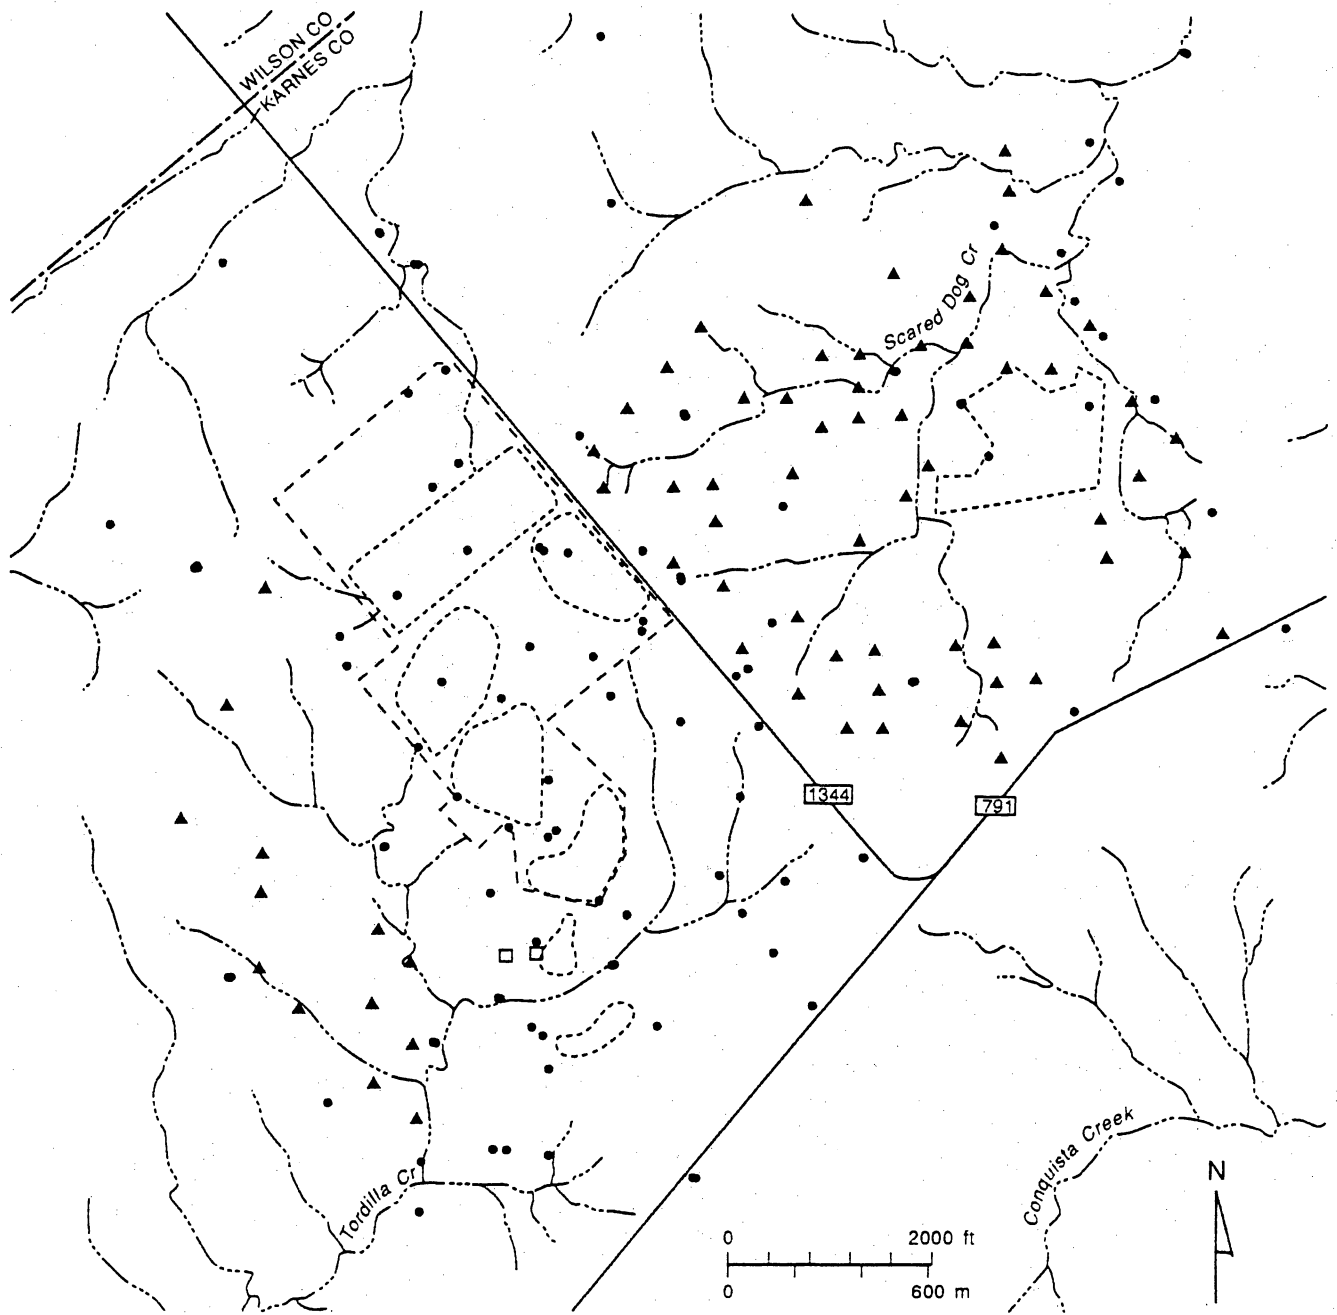 WILSON CO
KARNES CO
Scared Dog Cr
1344
791
Conquista Creek
Tordilla Cr
N
0 2000 ft
0 600 m